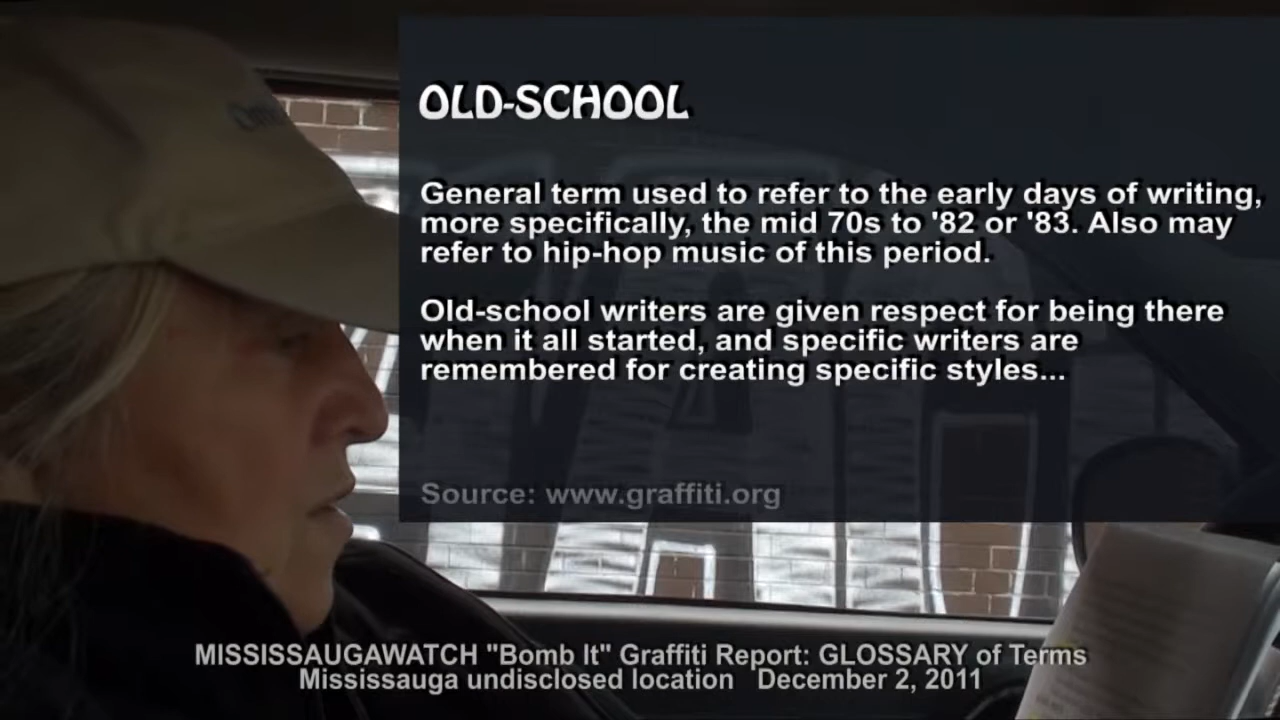 OLD-SCHOOL
General term used to refer to the early days of writing,
more specifically, the mid 70s to '82 or '83. Also may
refer to hip-hop music of this period.
Old-school writers are given respect for being there
when it all started, and specific writers are
remembered for creating specific styles...
Source: www.graffiti.org
MISSISSAUGAWATCH "Bomb It" Graffiti Report: GLOSSARY of Terms
Mississauga undisclosed location December 2, 2011